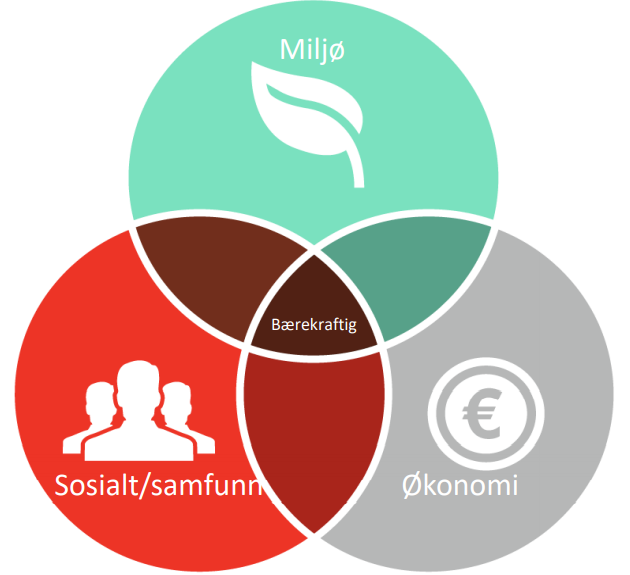 Miljø
Bærekraftig
€
Sosialt/samfunn
Økonomi